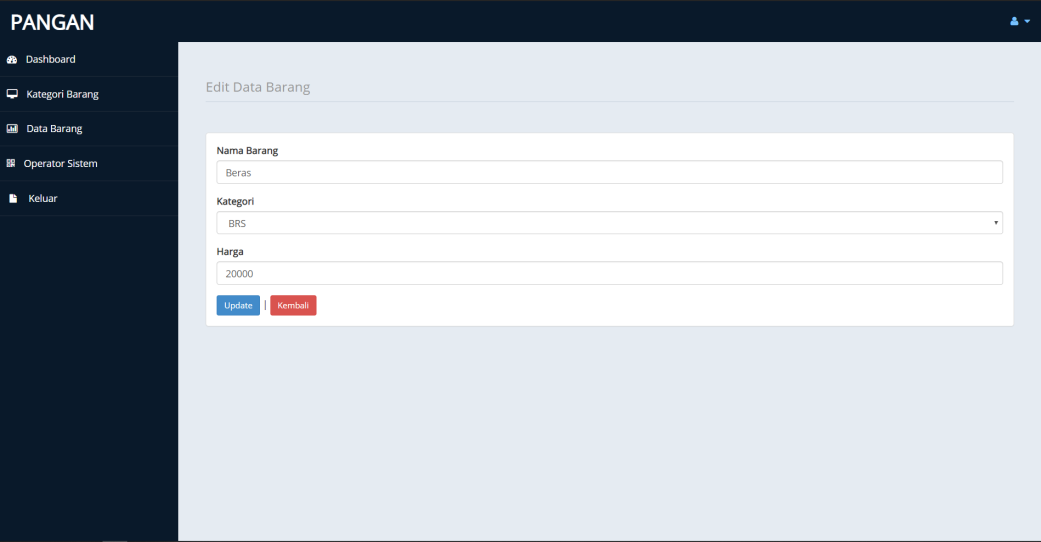 PANGAN
Dashboard
Kategori Barang
Data Barang
Operator Sistem
Keluar
Edit Data Barang
Nama Barang
Beras
Kategori
BRS
Harga
20000
Update | Kembali